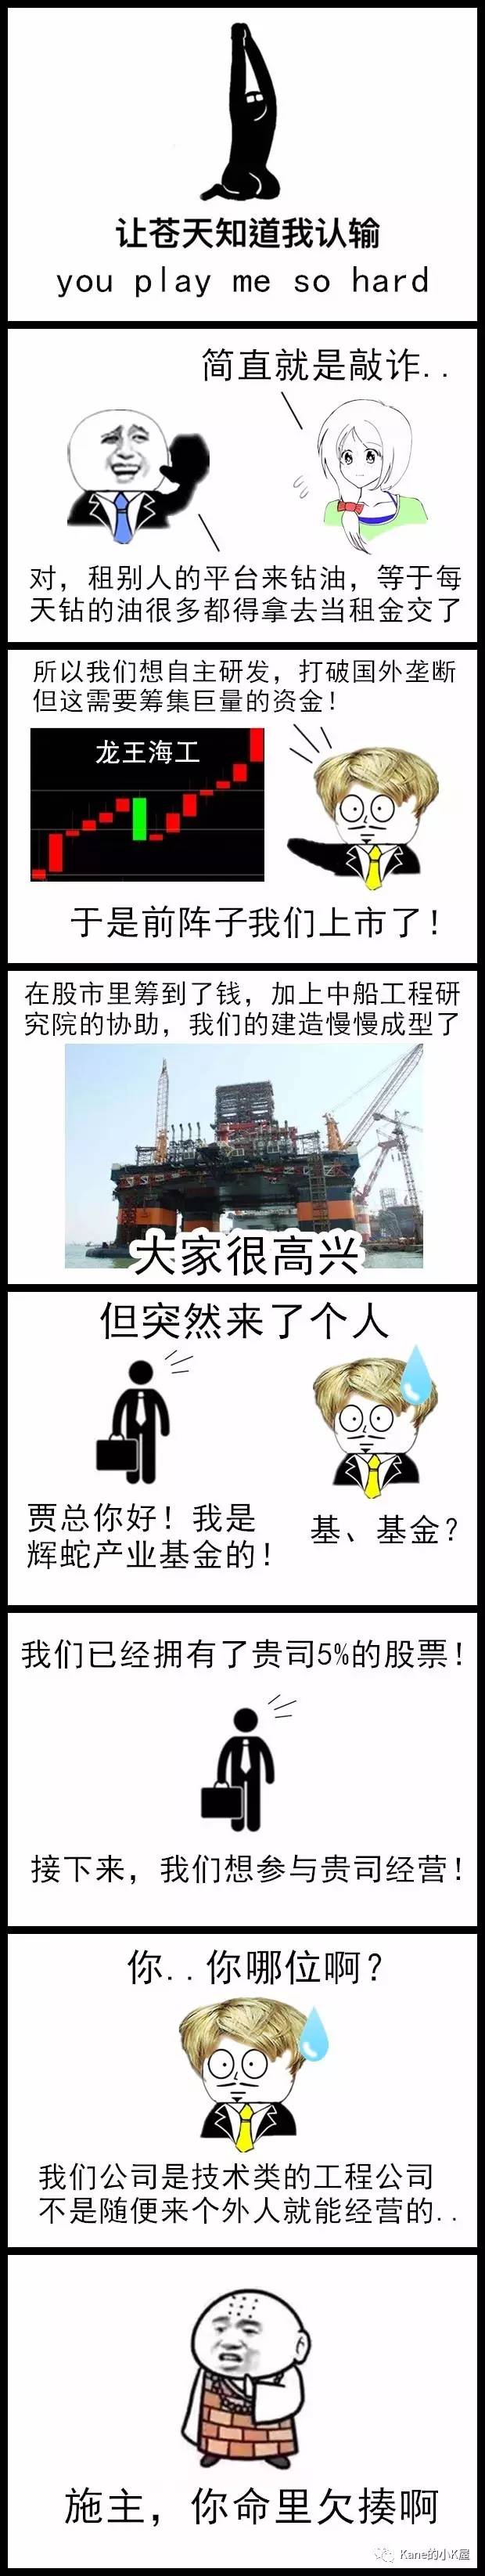 让苍天知道我认输
you play me so hard
简直就是敲诈..
对，租别人的平台来钻油，等于每
天钻的油很多都得拿去当租金交了
所以我们想自主研发，打破国外垄断
但这需要筹集巨量的资金！
龙王海工
于是前阵子我们上市了！
在股市里筹到了钱，加上中船工程研
究院的协助，我们的建造慢慢成型了
大家很高兴
但突然来了个人
贾总你好！我是
辉蛇产业基金的！
基、基金？
我们已经拥有了贵司5%的股票！
接下来，我们想参与贵司经营！
你..你哪位啊？
我们公司是技术类的工程公司
不是随便来个外人就能经营的..
施主，你命里欠揍啊
Kane的小K屋